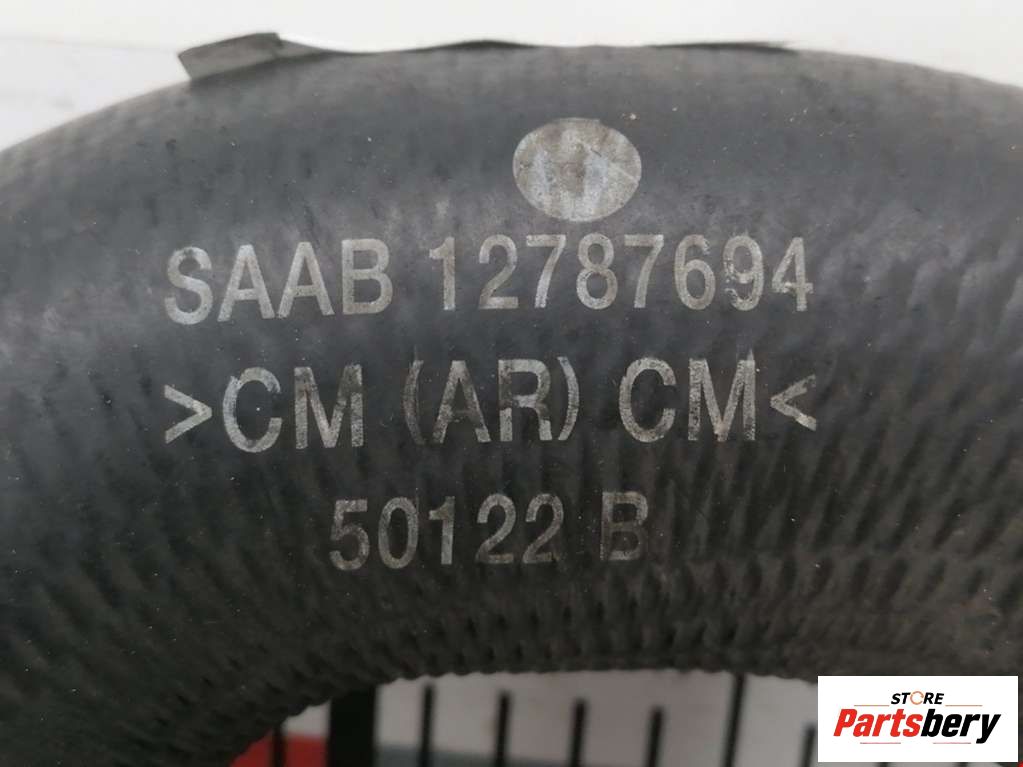 SAAB 12787694
>CM (AR) CM<
50122 B
STORE
Partsbery